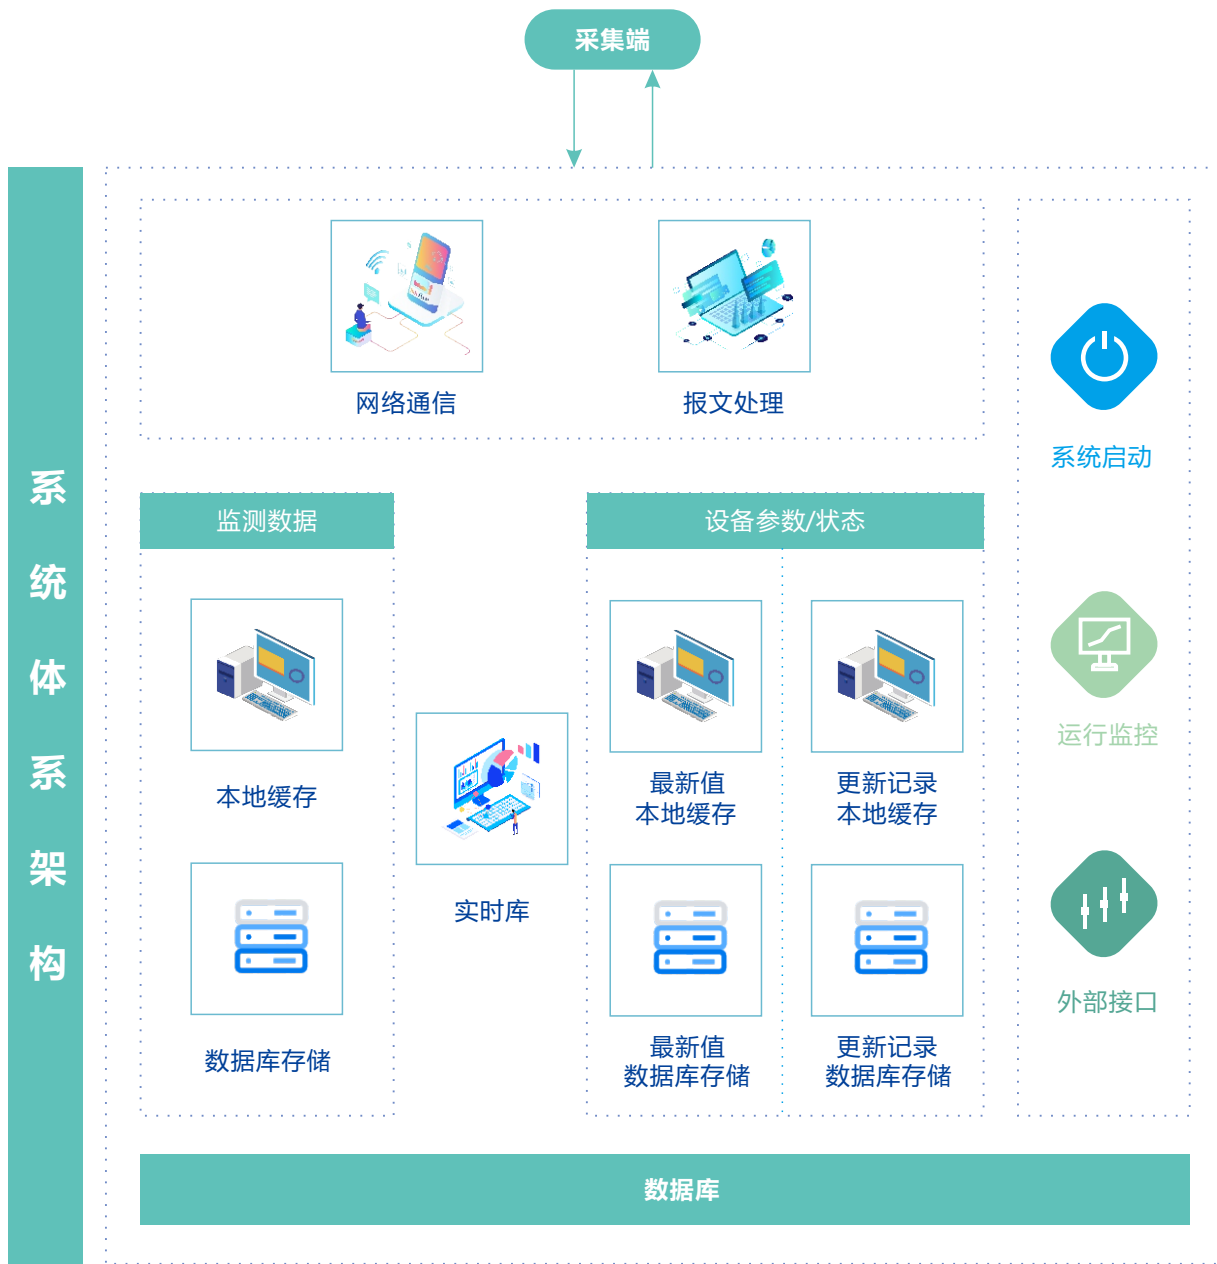 采集端
系统体系架构
网络通信
报文处理
系统启动
监测数据
设备参数/状态
本地缓存
最新值
本地缓存
更新记录
本地缓存
运行监控
实时库
数据库存储
最新值
数据库存储
更新记录
数据库存储
外部接口
数据库